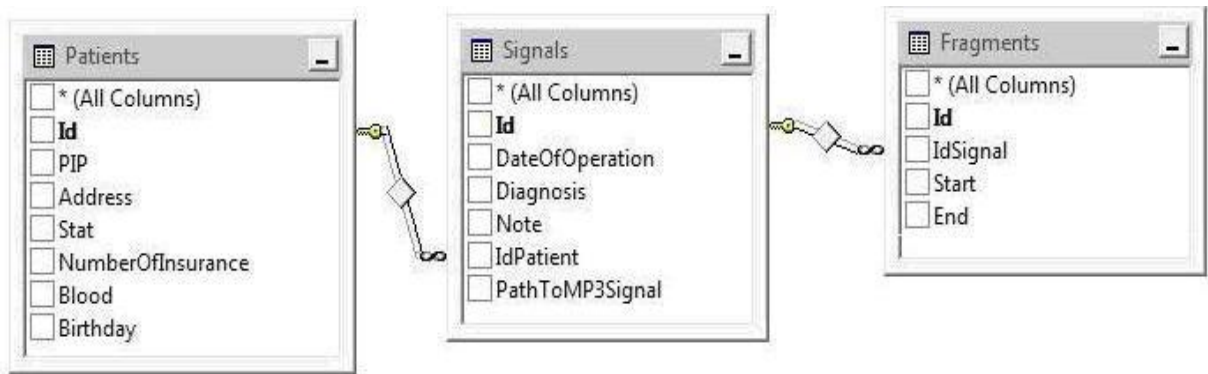 Patients
* (All Columns)
Id
PIP
Address
Stat
NumberOfInsurance
Blood
Birthday
Signals
* (All Columns)
Id
DateOfOperation
Diagnosis
Note
IdPatient
PathToMP3Signal
Fragments
* (All Columns)
Id
IdSignal
Start
End